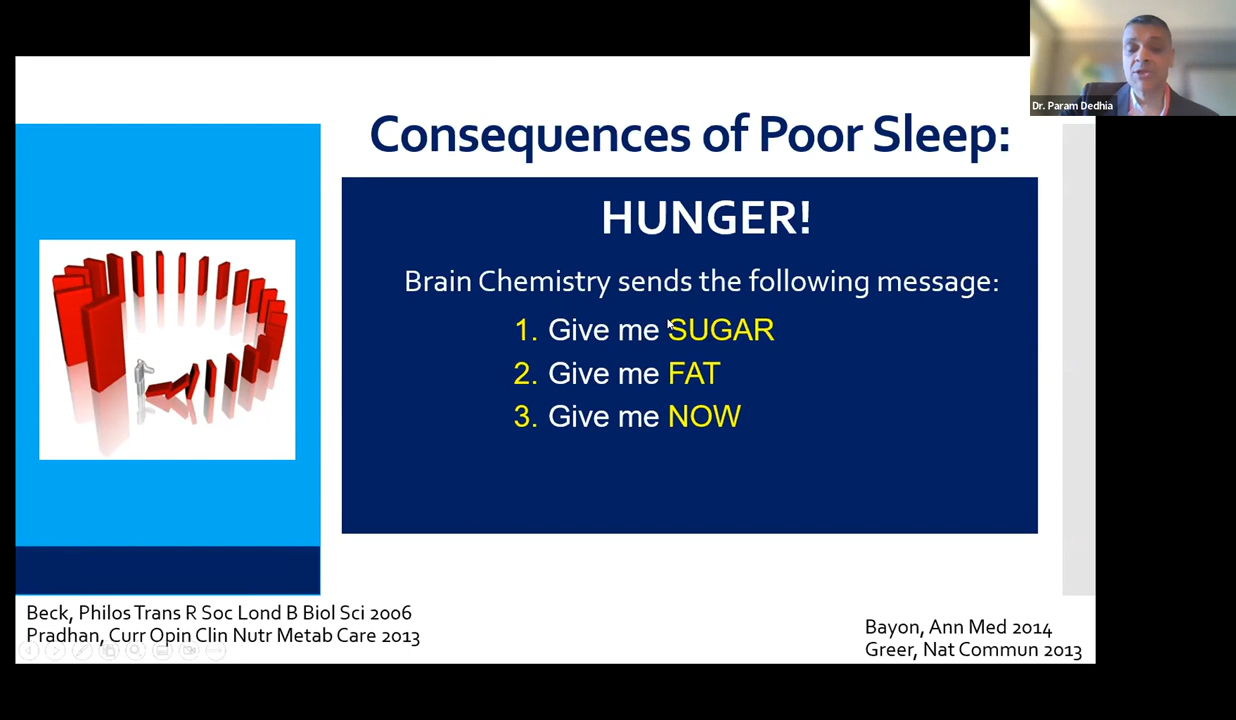 Dr. Param Dedhia
Consequences of Poor Sleep:
HUNGER!
Brain Chemistry sends the following message:
1. Give me SUGAR
2. Give me FAT
3. Give me NOW
Beck, Philos Trans R Soc Lond B Biol Sci 2006
Pradhan, Curr Opin Clin Nutr Metab Care 2013
Bayon, Ann Med 2014
Greer, Nat Commun 2013